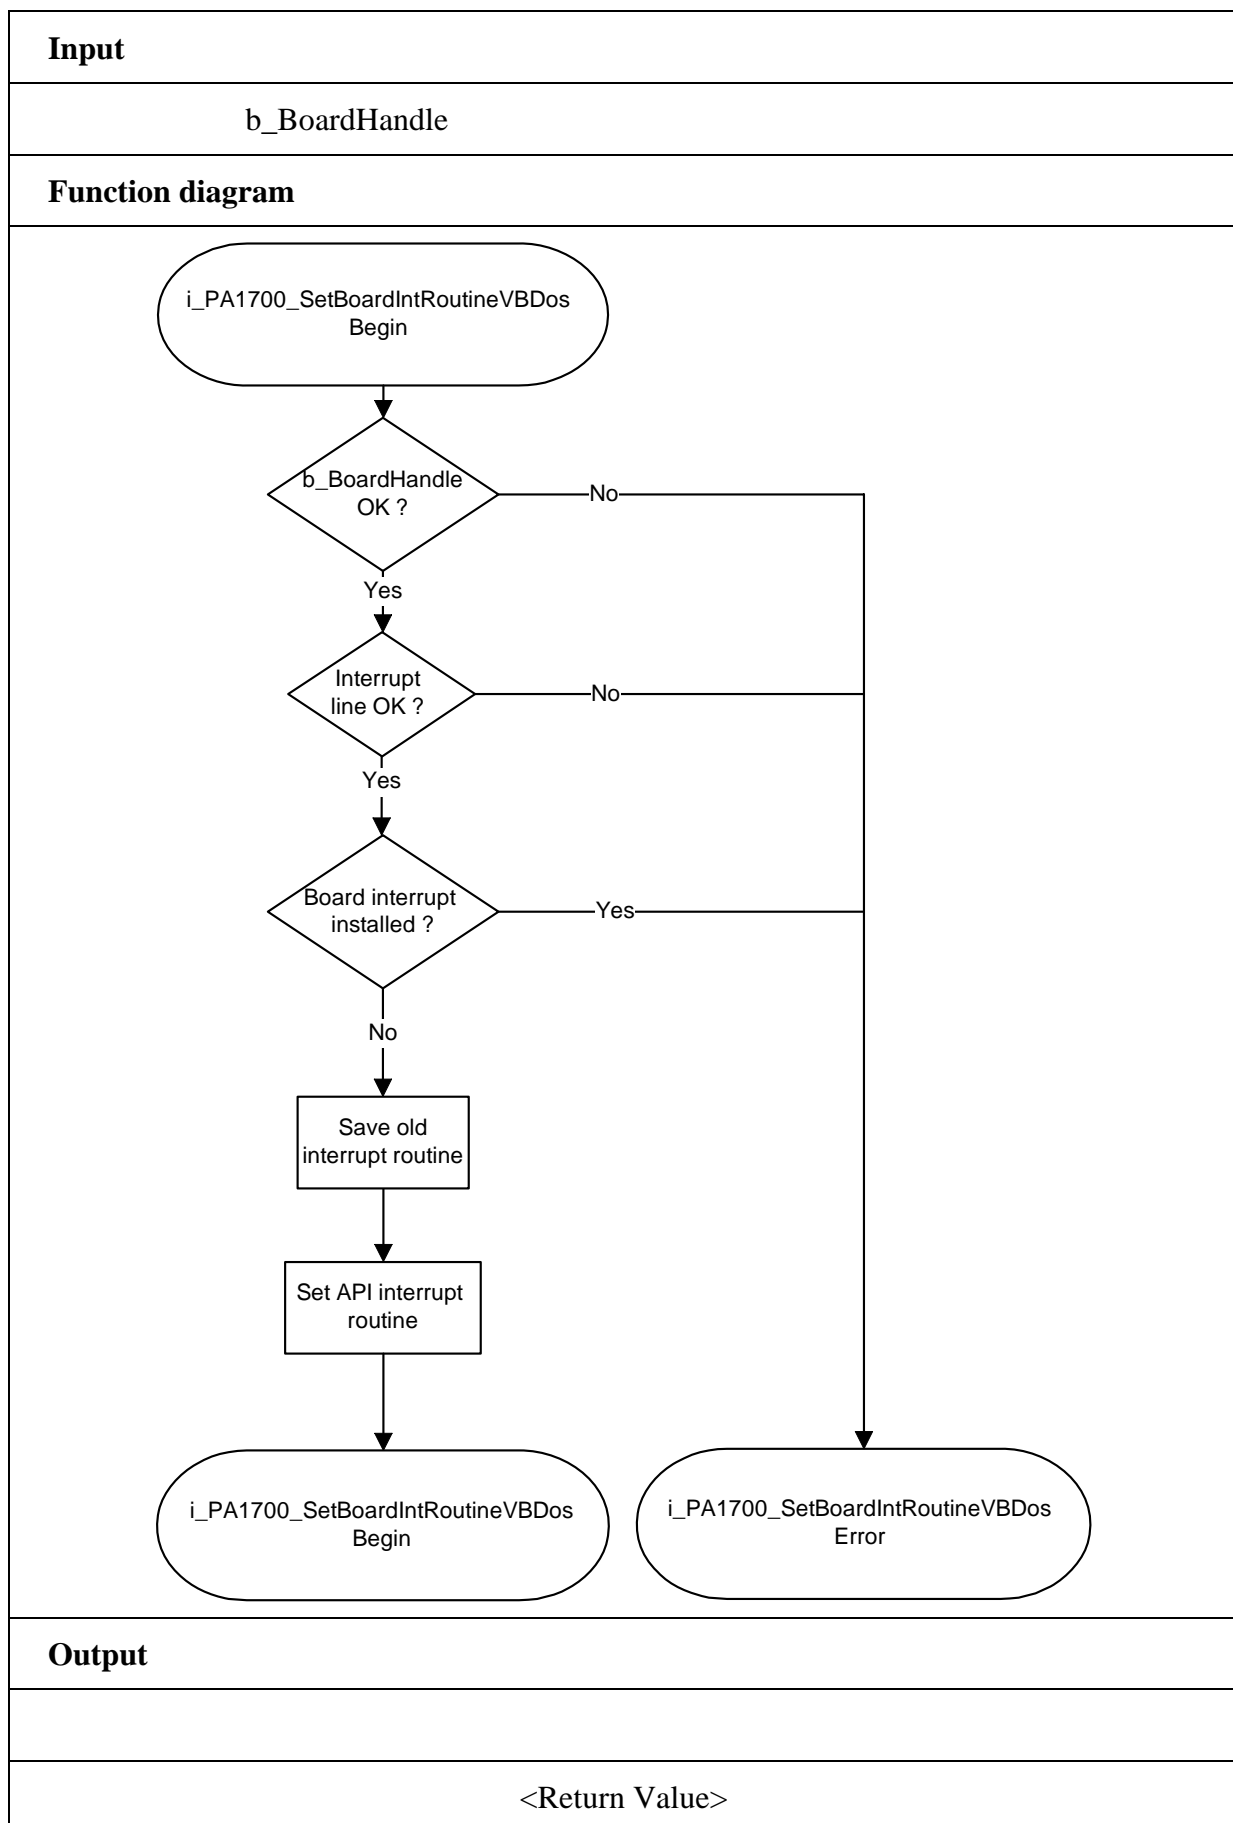 Input
b_BoardHandle
Function diagram
i_PA1700_SetBoardIntRoutineVBDos
Begin
b_BoardHandle
OK ?
No
Yes
Interrupt
line OK ?
No
Yes
Board interrupt
installed ?
Yes
No
Save old
interrupt routine
Set API interrupt
routine
i_PA1700_SetBoardIntRoutineVBDos
Begin
i_PA1700_SetBoardIntRoutineVBDos
Error
Output
<Return Value>